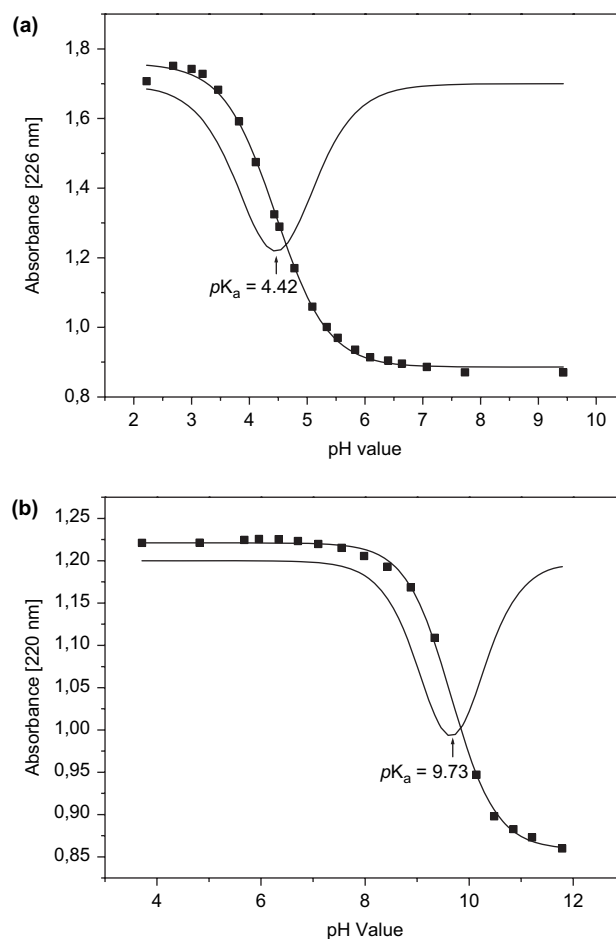 (a)
1,8
1,6
1,4
1,2
1,0
0,8
Absorbance [226 nm]
pKa = 4.42
2 3 4 5 6 7 8 9 10
pH value
(b)
1,25
1,20
1,15
1,10
1,05
1,00
0,95
0,90
0,85
Absorbance [220 nm]
pKa = 9.73
4 6 8 10 12
pH Value